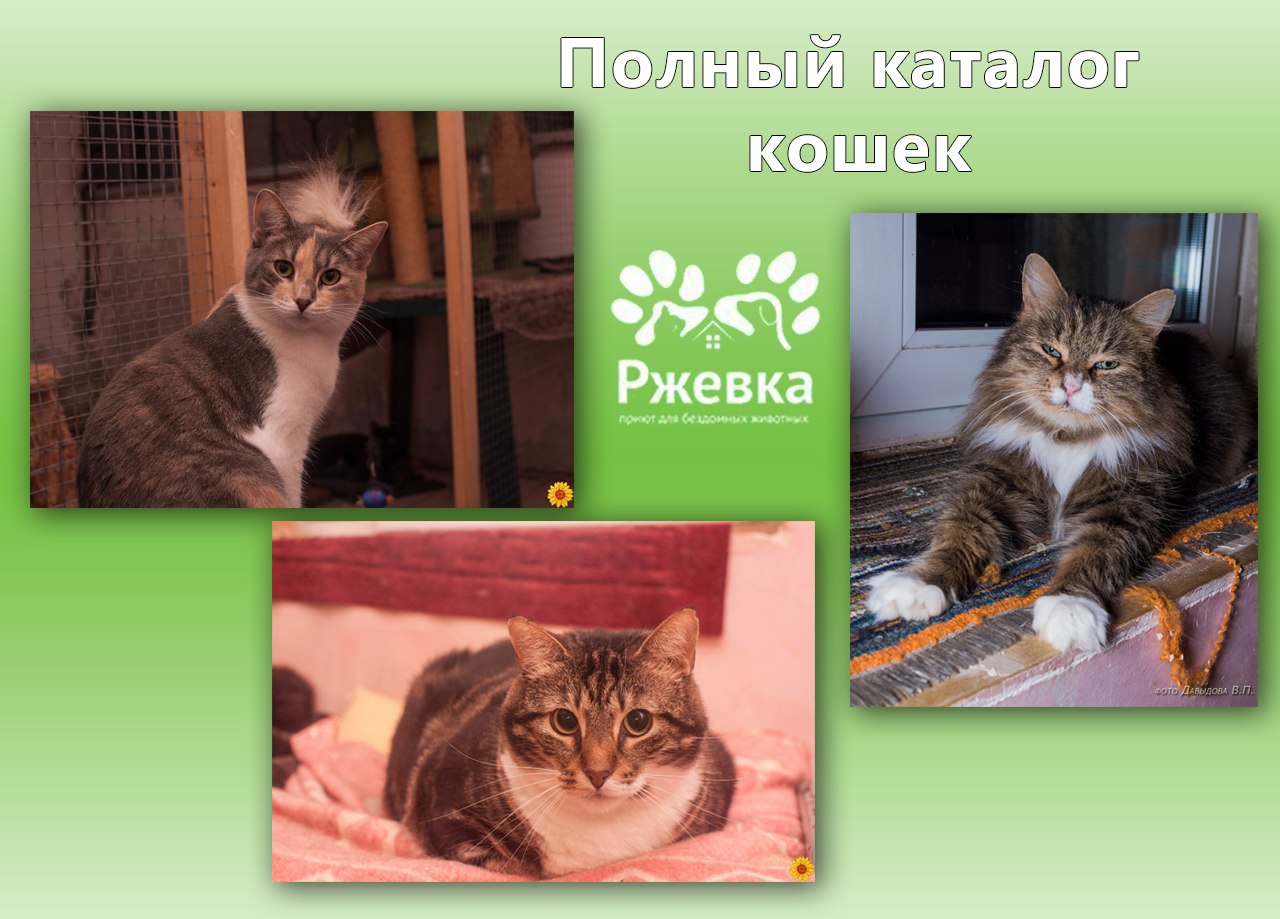 Полный каталог
кошек
Ржевка
приют для бездомных животных
фото Давыдова В.П.